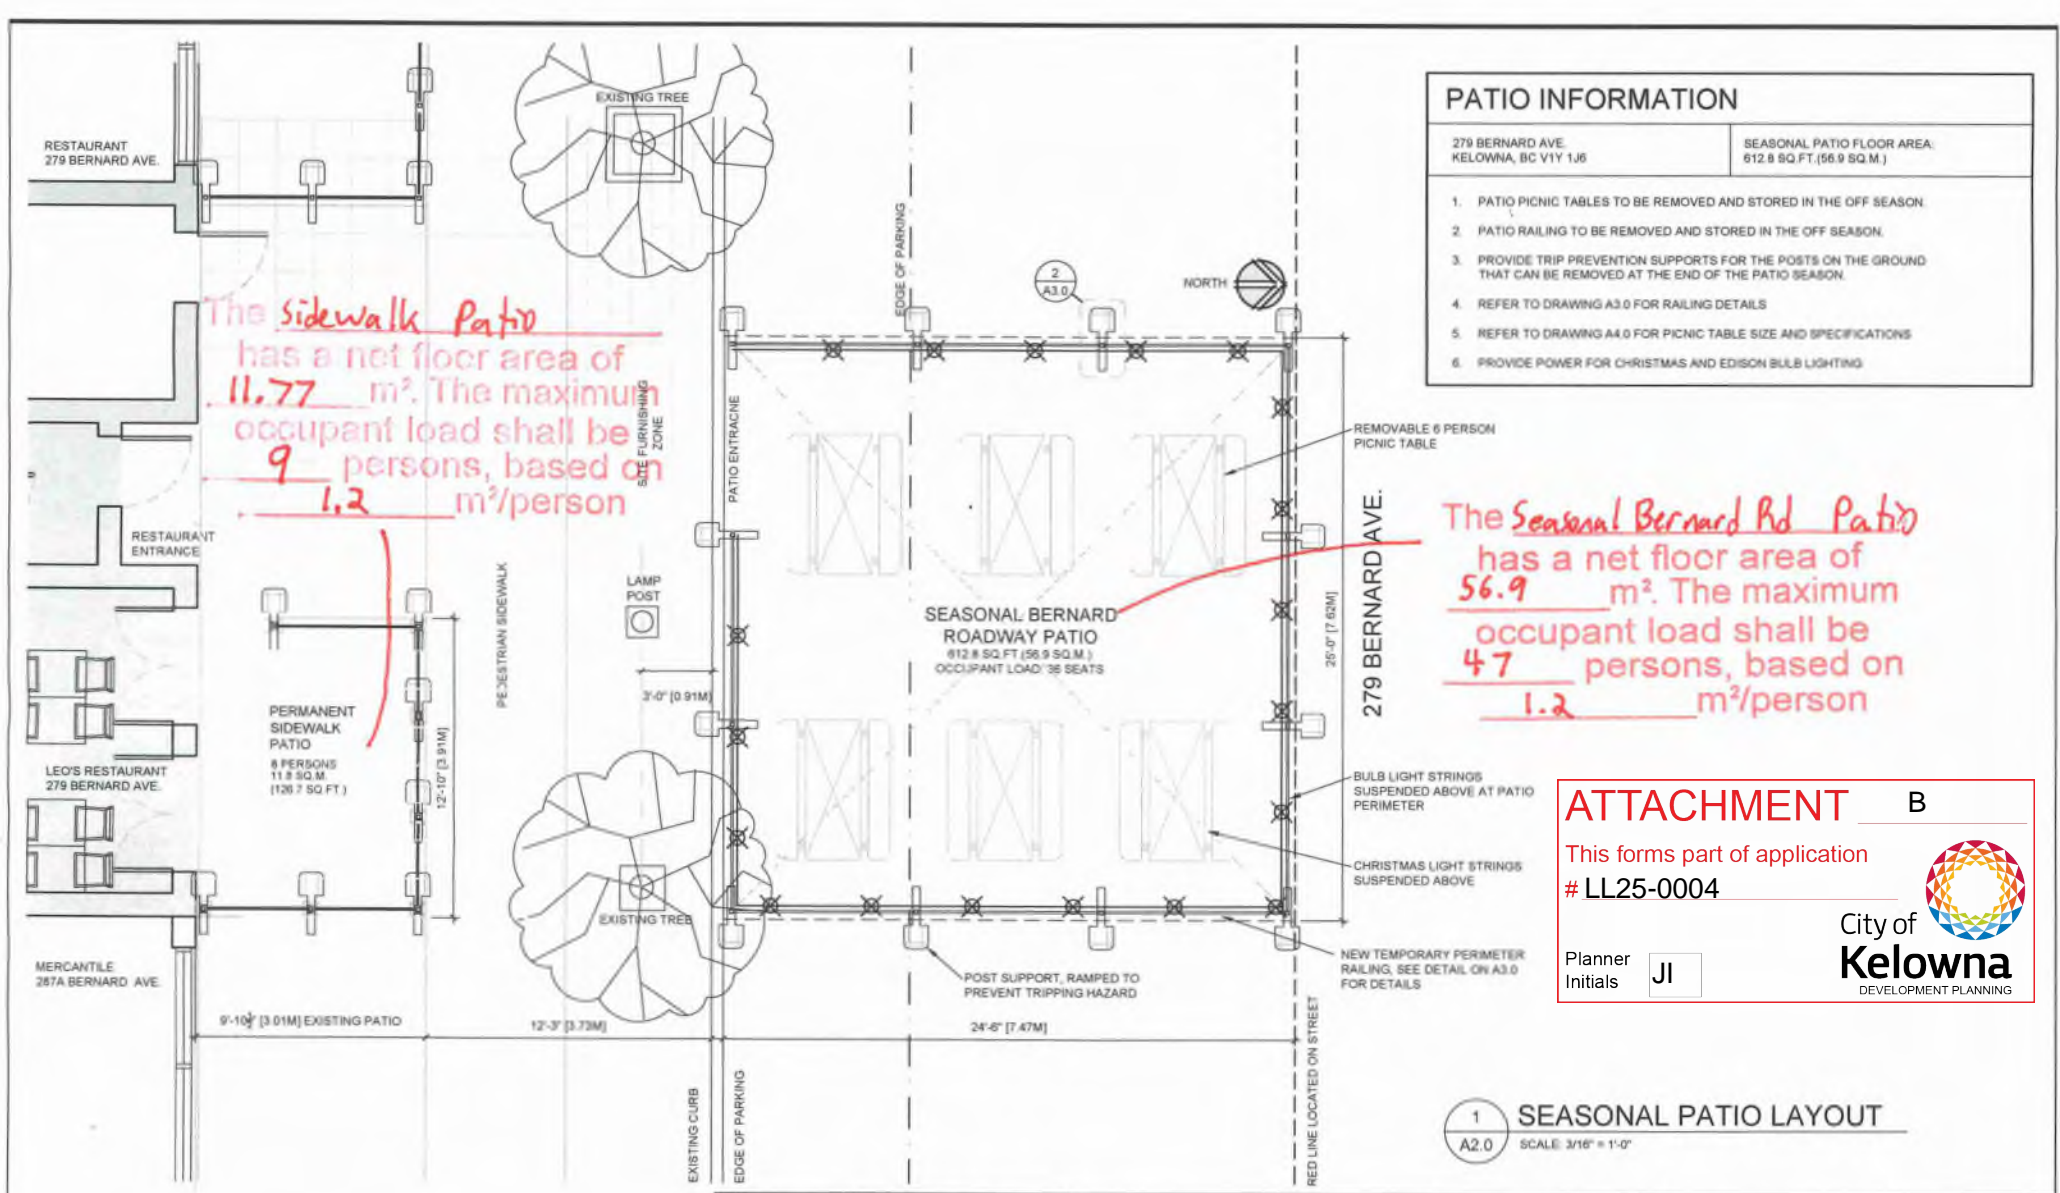 RESTAURANT
279 BERNARD AVE.
EXISTING TREE
EDGE OF PARKING
2
A3.0
NORTH
PATIO INFORMATION
279 BERNARD AVE.
KELOWNA, BC V1Y 1J6
SEASONAL PATIO FLOOR AREA:
612.8 SQ.FT.(56.9 SQ.M.)
1. PATIO PICNIC TABLES TO BE REMOVED AND STORED IN THE OFF SEASON.
2. PATIO RAILING TO BE REMOVED AND STORED IN THE OFF SEASON.
3. PROVIDE TRIP PREVENTION SUPPORTS FOR THE POSTS ON THE GROUND
THAT CAN BE REMOVED AT THE END OF THE PATIO SEASON.
4. REFER TO DRAWING A3.0 FOR RAILING DETAILS
5. REFER TO DRAWING A4.0 FOR PICNIC TABLE SIZE AND SPECIFICATIONS
6. PROVIDE POWER FOR CHRISTMAS AND EDISON BULB LIGHTING
The Sidewalk Patio
has a net floor area of
11.77 m². The maximum
occupant load shall be
9 persons, based on
1.2 m²/person
SITE FURNISHING
ZONE
PATIO ENTRACNE
RESTAURANT
ENTRANCE
PEDESTRIAN SIDEWALK
LAMP
POST
3'-0" [0.91M]
PERMANENT
SIDEWALK
PATIO
8 PERSONS
11.8 SQ.M.
(126.7 SQ.FT.)
12'-10" [3.91M]
LEO'S RESTAURANT
279 BERNARD AVE.
MERCANTILE
287A BERNARD AVE.
EXISTING TREE
SEASONAL BERNARD
ROADWAY PATIO
612.8 SQ.FT.(56.9 SQ.M.)
OCCUPANT LOAD: 36 SEATS
25'-0" [7.62M]
279 BERNARD AVE.
REMOVABLE 6 PERSON
PICNIC TABLE
The Seasonal Bernard Rd Patio
has a net floor area of
56.9 m². The maximum
occupant load shall be
47 persons, based on
1.2 m²/person
BULB LIGHT STRINGS
SUSPENDED ABOVE AT PATIO
PERIMETER
CHRISTMAS LIGHT STRINGS
SUSPENDED ABOVE
NEW TEMPORARY PERIMETER
RAILING, SEE DETAIL ON A3.0
FOR DETAILS
POST SUPPORT, RAMPED TO
PREVENT TRIPPING HAZARD
ATTACHMENT B
This forms part of application
# LL25-0004
City of
Kelowna
DEVELOPMENT PLANNING
Planner
Initials JI
9'-10½" [3.01M] EXISTING PATIO
12'-3" [3.73M]
24'-6" [7.47M]
EXISTING CURB
EDGE OF PARKING
RED LINE LOCATED ON STREET
1
A2.0
SEASONAL PATIO LAYOUT
SCALE: 3/16" = 1'-0"